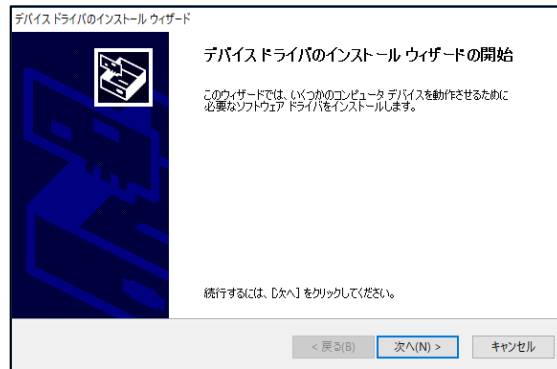 デバイス ドライバのインストール ウィザード
デバイス ドライバのインストール ウィザードの開始
このウィザードでは、いくつかのコンピュータ デバイスを動作させるために
必要なソフトウェア ドライバをインストールします。
続行するには、[次へ] をクリックしてください。
< 戻る(B)
次へ(N) >
キャンセル